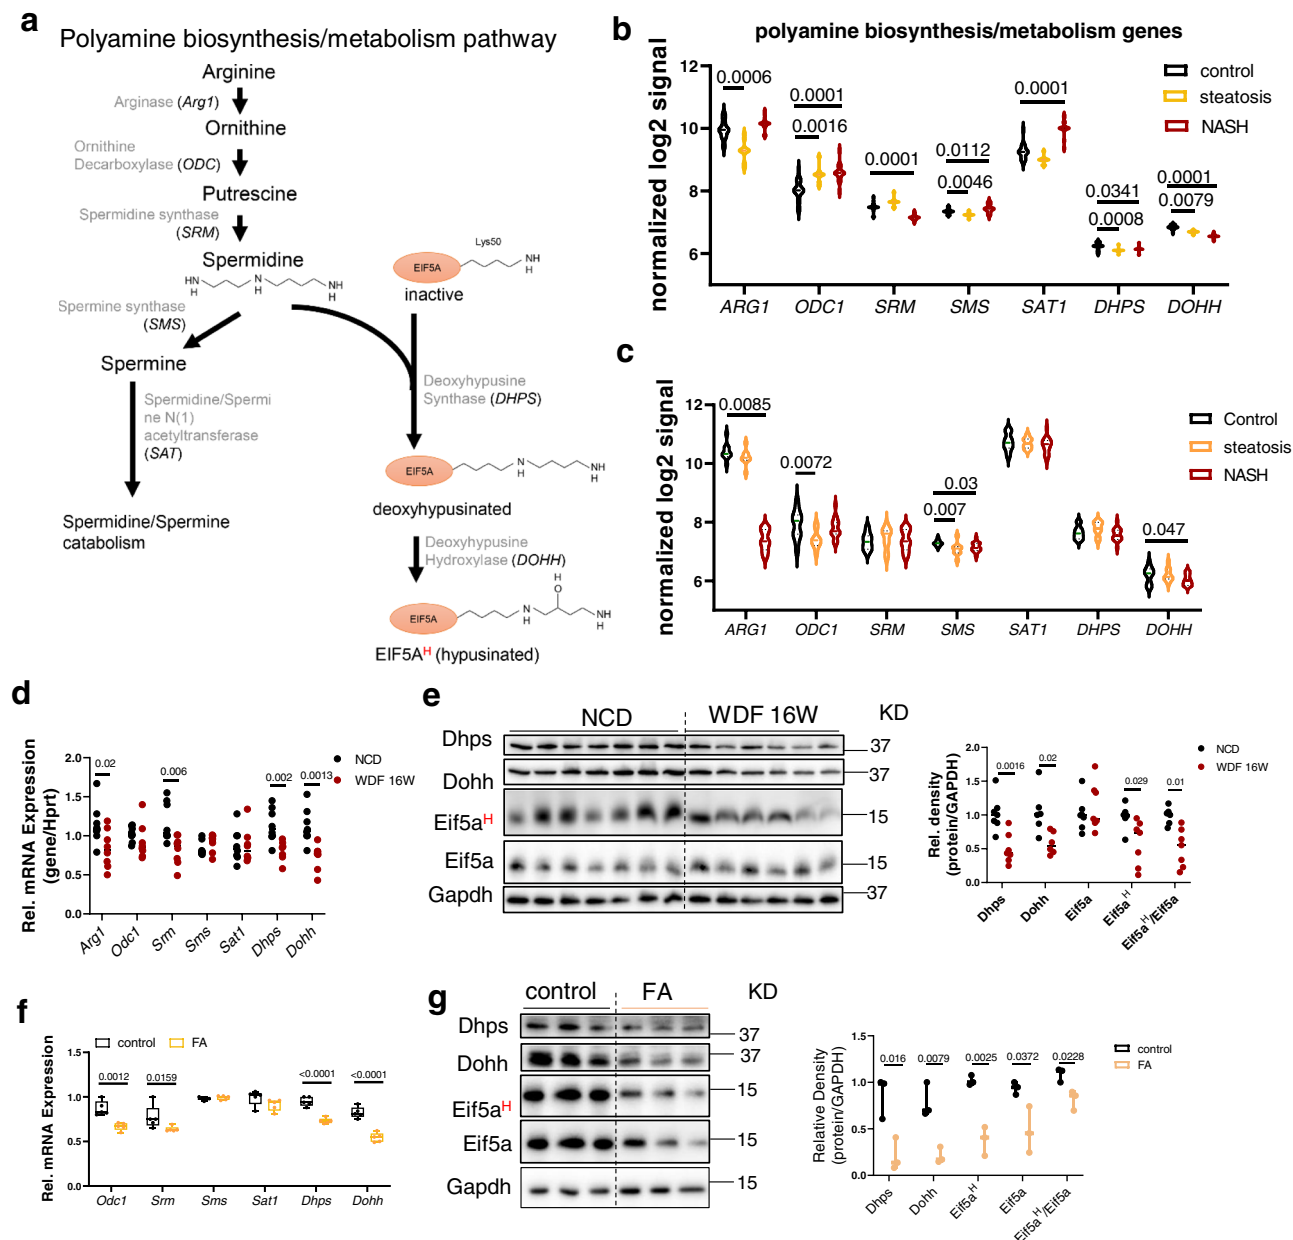 a
Polyamine biosynthesis/metabolism pathway
Arginine
Arginase (Arg1)
Ornithine
Ornithine
Decarboxylase (ODC)
Putrescine
Spermidine synthase
(SRM)
Spermidine
HN
H
N
H
NH
H
Spermine synthase
(SMS)
Spermine
Spermidine/Spermi
ne N(1)
acetyltransferase
(SAT)
Spermidine/Spermine
catabolism
Lys50
EIF5A
NH
H
inactive
Deoxyhypusine
Synthase (DHPS)
EIF5A
N
H
NH
H
deoxyhypusinated
Deoxyhypusine
Hydroxylase (DOHH)
H
O
EIF5A
N
H
NH
H
EIF5AH (hypusinated)
b
polyamine biosynthesis/metabolism genes
normalized log2 signal
12
10
8
6
0.0006
0.0001
0.0016
0.0001
0.0112
0.0046
0.0001
0.0341
0.0008
0.0001
0.0079
control
steatosis
NASH
ARG1 ODC1 SRM SMS SAT1 DHPS DOHH
c
normalized log2 signal
12
10
8
6
0.0085
0.0072
0.03
0.007
0.047
Control
steatosis
NASH
ARG1 ODC1 SRM SMS SAT1 DHPS DOHH
d
Rel. mRNA Expression
(gene/Hprt)
2.0
1.5
1.0
0.5
0.0
0.02
0.006
0.002
0.0013
NCD
WDF 16W
Arg1 Odc1 Srm Sms Sat1 Dhps Dohh
e
NCD WDF 16W KD
Dhps 37
Dohh 37
Eif5aH 15
Eif5a 15
Gapdh 37
Rel. density
(protein/GAPDH)
2.0
1.5
1.0
0.5
0.0
0.0016
0.02
0.029
0.01
NCD
WDF 16W
Dhps Dohh Eif5a Eif5aH Eif5aH/Eif5a
f
Rel. mRNA Expression
1.5
1.0
0.5
0.0
control FA
0.0012
0.0159
<0.0001
<0.0001
Odc1 Srm Sms Sat1 Dhps Dohh
g
control FA KD
Dhps 37
Dohh 37
Eif5aH 15
Eif5a 15
Gapdh 15
Relative Density
(protein/GAPDH)
1.5
1.0
0.5
0.0
0.016
0.0079
0.0025
0.0372
0.0228
control
FA
Dhps Dohh Eif5aH Eif5a Eif5aH/Eif5a